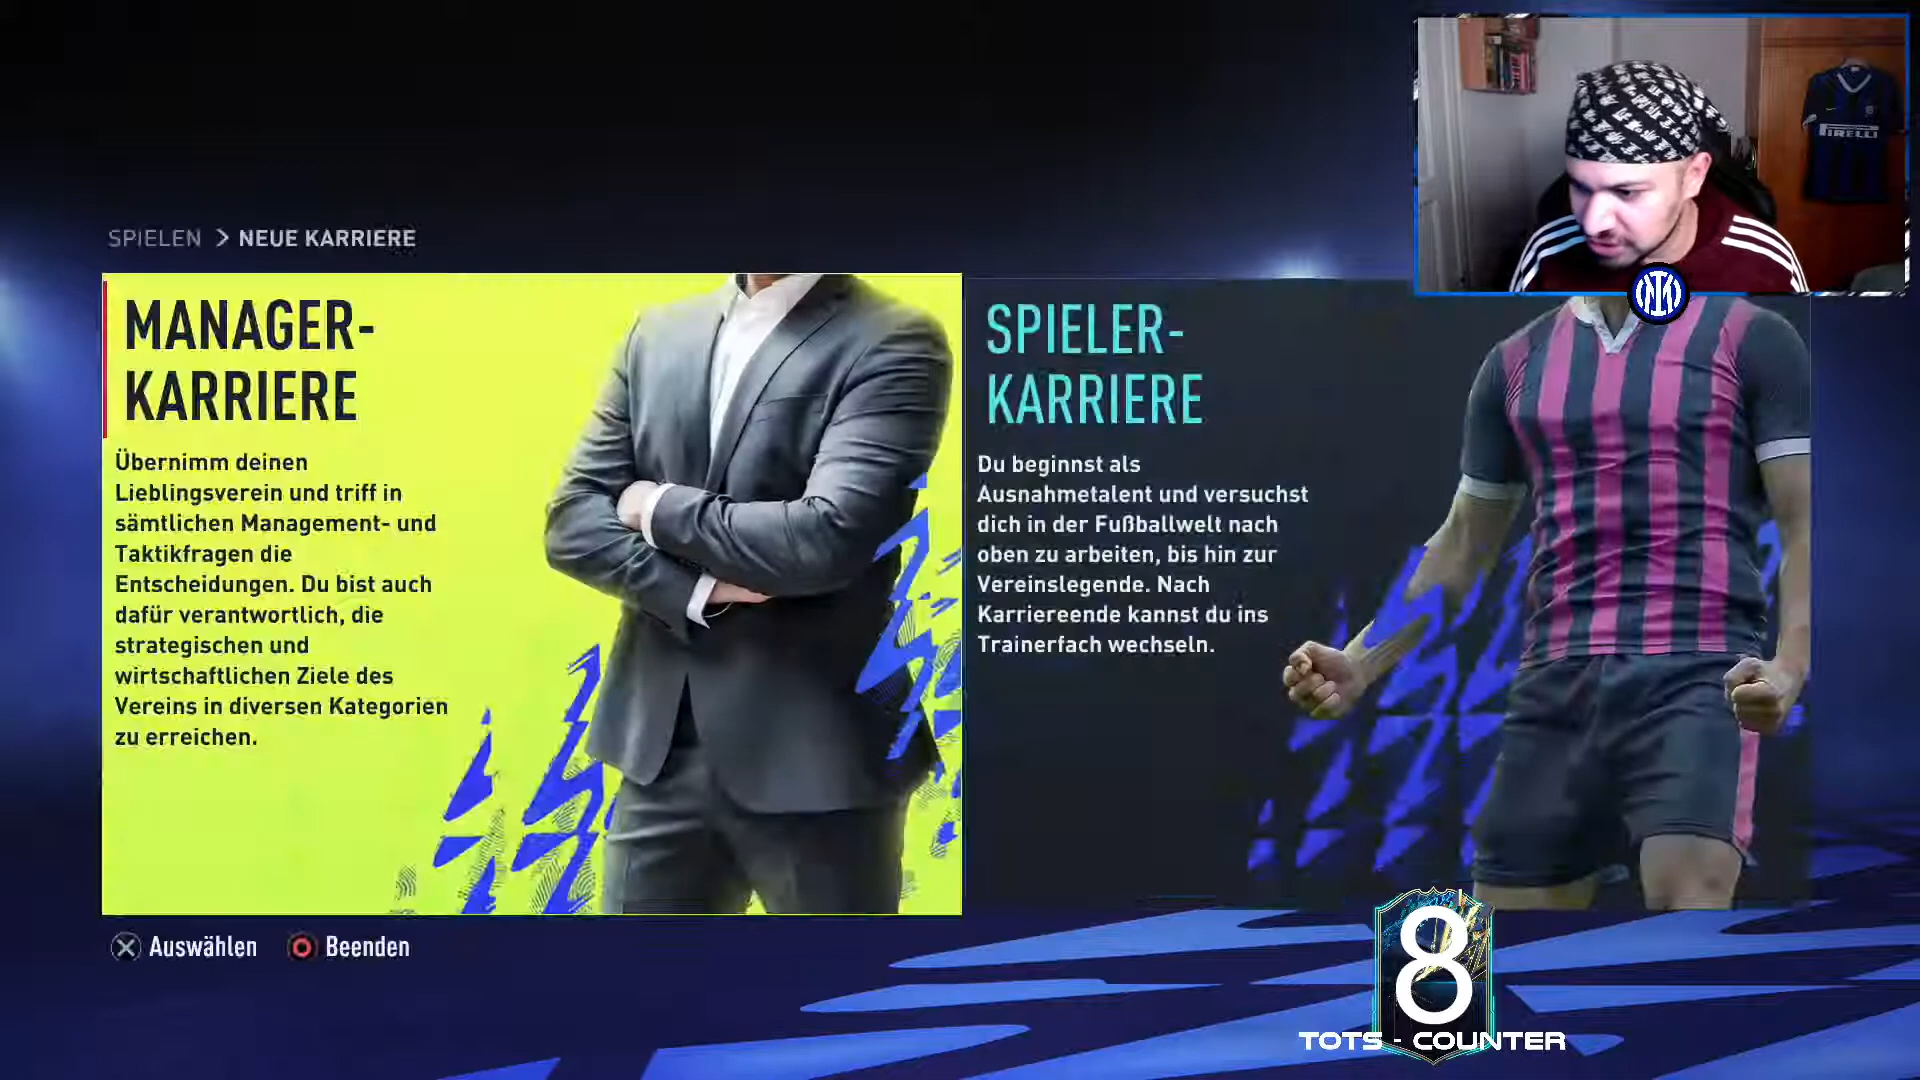 SPIELEN > NEUE KARRIERE
MANAGER-
KARRIERE
Übernimm deinen
Lieblingsverein und triff in
sämtlichen Management- und
Taktikfragen die
Entscheidungen. Du bist auch
dafür verantwortlich, die
strategischen und
wirtschaftlichen Ziele des
Vereins in diversen Kategorien
zu erreichen.
SPIELER-
KARRIERE
Du beginnst als
Ausnahmetalent und versuchst
dich in der Fußballwelt nach
oben zu arbeiten, bis hin zur
Vereinslegende. Nach
Karriereende kannst du ins
Trainerfach wechseln.
PIRELLI
Auswählen
Beenden
8
TOTS - COUNTER